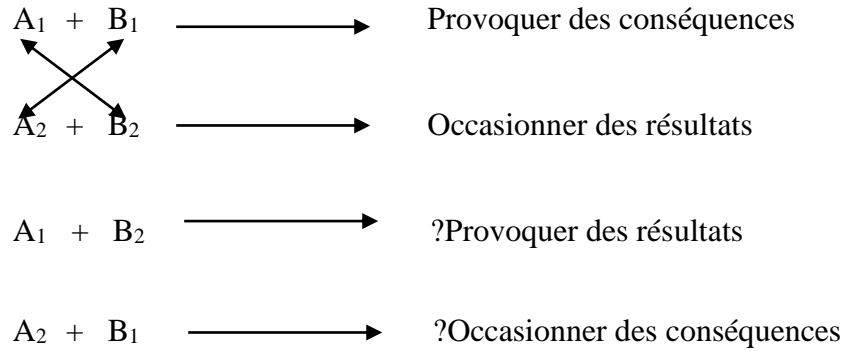 A₁ + B₁ Provoquer des conséquences
A₂ + B₂ Occasionner des résultats
A₁ + B₂ ?Provoquer des résultats
A₂ + B₁ ?Occasionner des conséquences